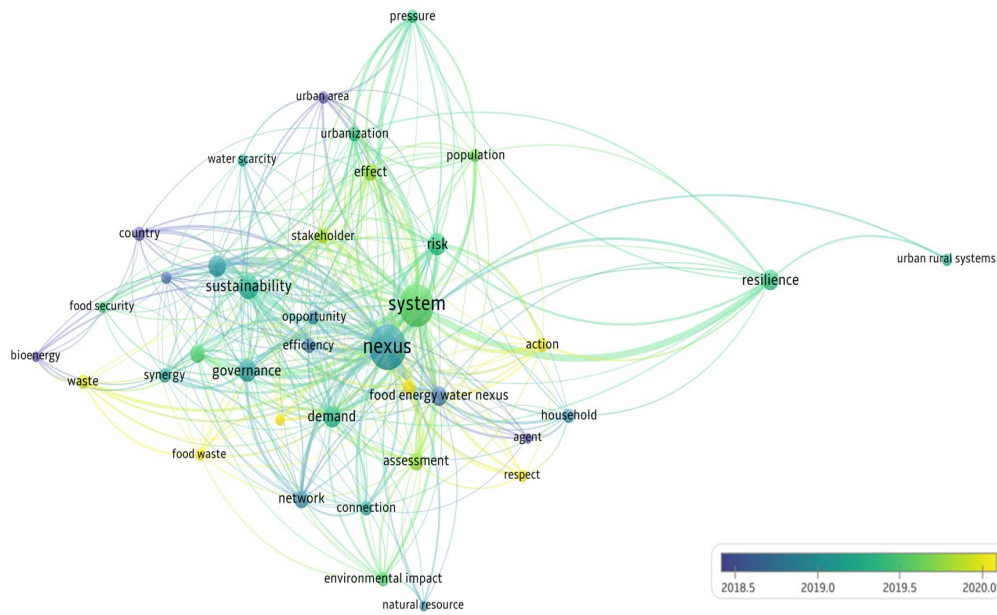 pressure
urban area
urbanization
water scarcity
population
effect
country
stakeholder
risk
urban rural systems
resilience
sustainability
food security
system
opportunity
action
efficiency
nexus
bioenergy
governance
synergy
waste
food energy water nexus
demand
household
agent
food waste
assessment
respect
network
connection
environmental impact
natural resource
2018.5 2019.0 2019.5 2020.0